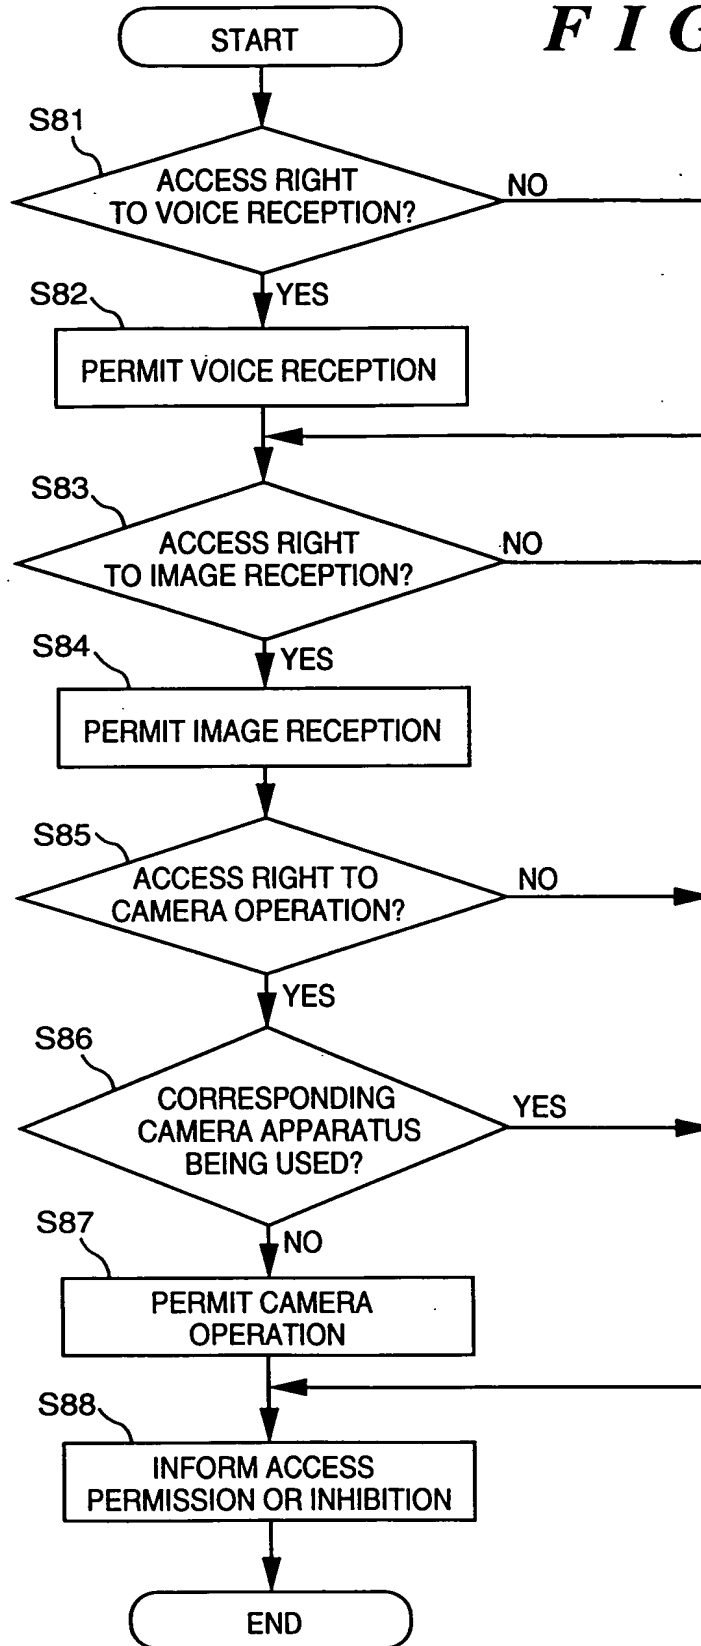 START
F I G
S81
ACCESS RIGHT
TO VOICE RECEPTION?
NO
YES
S82
PERMIT VOICE RECEPTION
S83
ACCESS RIGHT
TO IMAGE RECEPTION?
NO
YES
S84
PERMIT IMAGE RECEPTION
S85
ACCESS RIGHT TO
CAMERA OPERATION?
NO
YES
S86
CORRESPONDING
CAMERA APPARATUS
BEING USED?
YES
NO
S87
PERMIT CAMERA
OPERATION
S88
INFORM ACCESS
PERMISSION OR INHIBITION
END